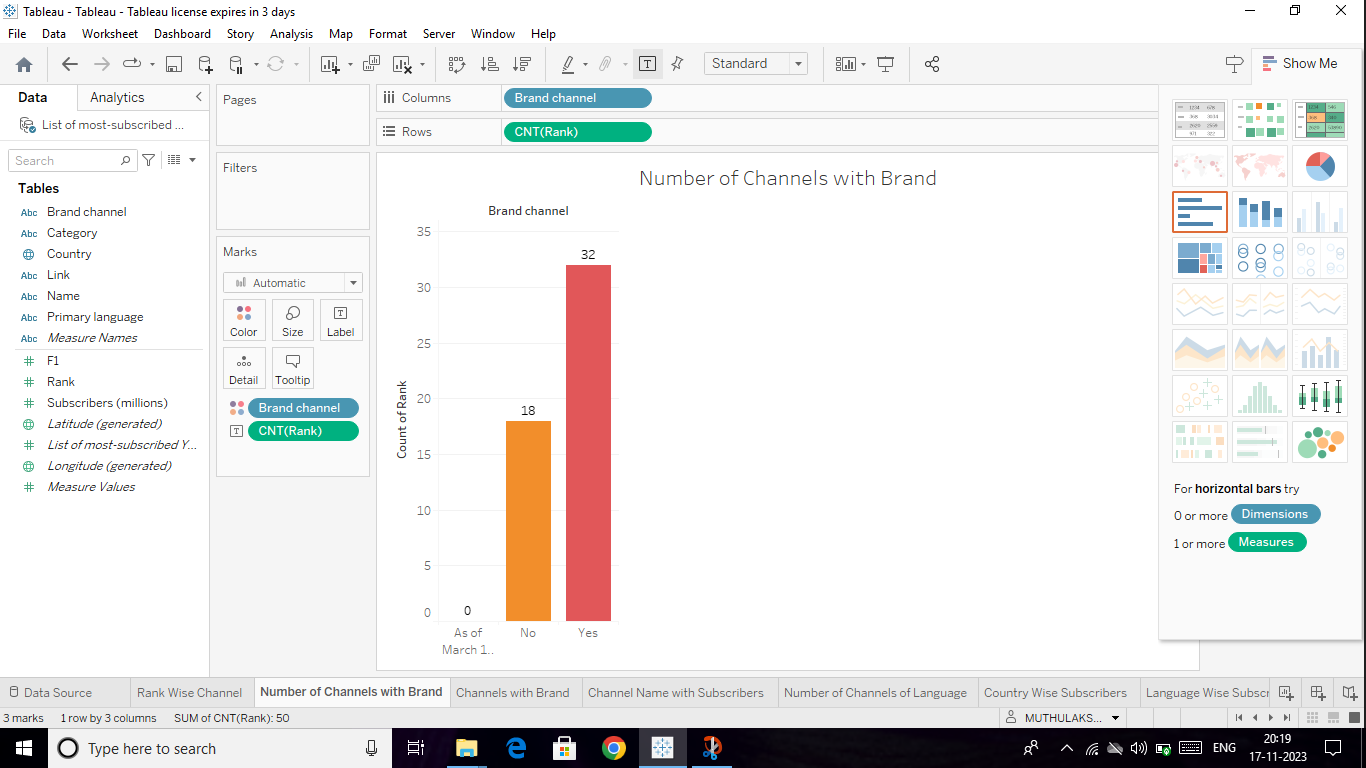 Tableau - Tableau - Tableau license expires in 3 days
File Data Worksheet Dashboard Story Analysis Map Format Server Window Help
Standard
Show Me
Data Analytics
List of most-subscribed ...
Search
Tables
Abc Brand channel
Abc Category
Country
Abc Link
Abc Name
Abc Primary language
Abc Measure Names
F1
Rank
Subscribers (millions)
Latitude (generated)
List of most-subscribed Y...
Longitude (generated)
Measure Values
Pages
Filters
Marks
Automatic
Color Size Label
Detail Tooltip
Brand channel
CNT(Rank)
Columns Brand channel
Rows CNT(Rank)
Number of Channels with Brand
Brand channel
Count of Rank
35
30
25
20
15
10
5
0
0
18
32
As of
March 1..
No
Yes
For horizontal bars try
0 or more Dimensions
1 or more Measures
Data Source Rank Wise Channel Number of Channels with Brand Channels with Brand Channel Name with Subscribers Number of Channels of Language Country Wise Subscribers Language Wise Subscr
3 marks 1 row by 3 columns SUM of CNT(Rank): 50 MUTHULAKS...
Type here to search
ENG
20:19
17-11-2023